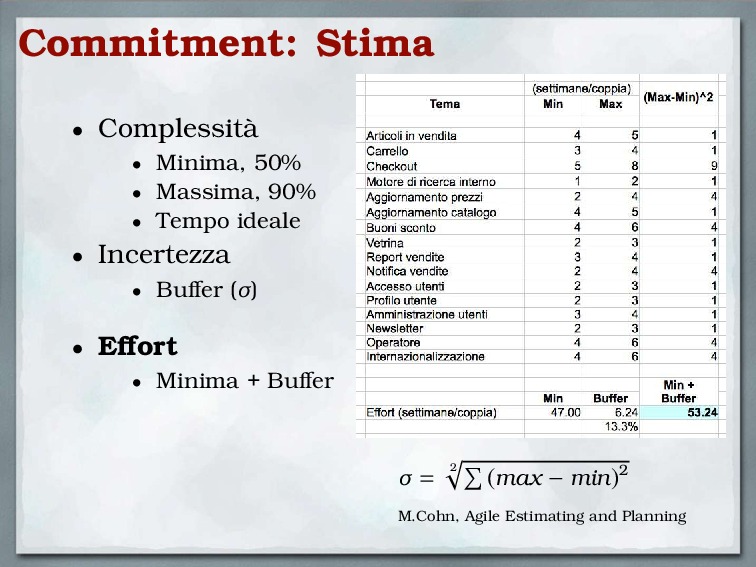 Commitment: Stima
• Complessità
• Minima, 50%
• Massima, 90%
• Tempo ideale
• Incertezza
• Buffer (σ)
• Effort
• Minima + Buffer
(settimane/coppia)
Tema Min Max (Max-Min)^2
Articoli in vendita 4 5 1
Carrello 3 4 1
Checkout 5 8 9
Motore di ricerca interno 1 2 1
Aggiornamento prezzi 2 4 4
Aggiornamento catalogo 4 5 1
Buoni sconto 4 6 4
Vetrina 2 3 1
Report vendite 3 4 1
Notifica vendite 2 4 4
Accesso utenti 2 3 1
Profilo utente 2 3 1
Amministrazione utenti 3 4 1
Newsletter 2 3 1
Operatore 4 6 4
Internazionalizzazione 4 6 4
Min Buffer Min + Buffer
Effort (settimane/coppia) 47.00 6.24 53.24
13.3%
σ = ²√∑ (max − min)²
M.Cohn, Agile Estimating and Planning